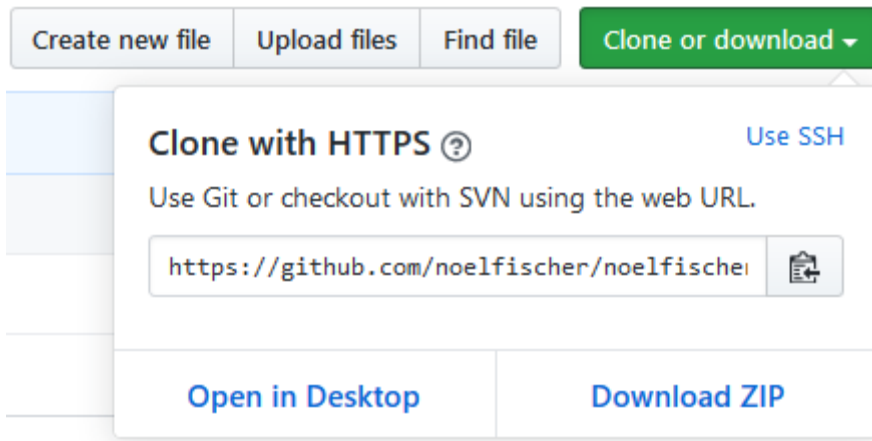 Create new file Upload files Find file Clone or download
Clone with HTTPS Use SSH
Use Git or checkout with SVN using the web URL.
https://github.com/noelfischer/noelfischer
Open in Desktop Download ZIP